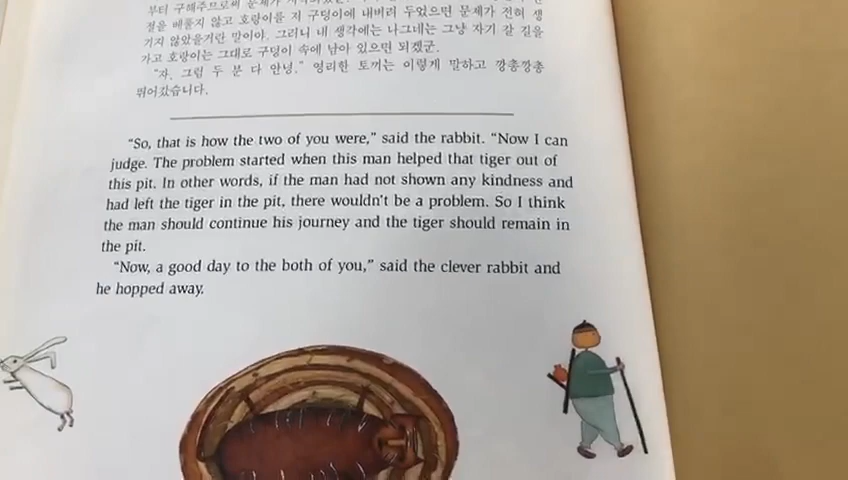 부터 구해주므로써 문제가
절을 베풀지 않고 호랑이를 저 구덩이에 내버려 두었으면 문제가 전혀 생
기지 않았을거란 말이야. 그러니 내 생각에는 나그네는 그냥 자기 갈 길을
가고 호랑이는 그대로 구덩이 속에 남아 있으면 되겠군.
"자, 그럼 두 분 다 안녕." 영리한 토끼는 이렇게 말하고 깡총깡총
뛰어갔습니다.
"So, that is how the two of you were," said the rabbit. "Now I can
judge. The problem started when this man helped that tiger out of
this pit. In other words, if the man had not shown any kindness and
had left the tiger in the pit, there wouldn't be a problem. So I think
the man should continue his journey and the tiger should remain in
the pit.
"Now, a good day to the both of you," said the clever rabbit and
he hopped away.